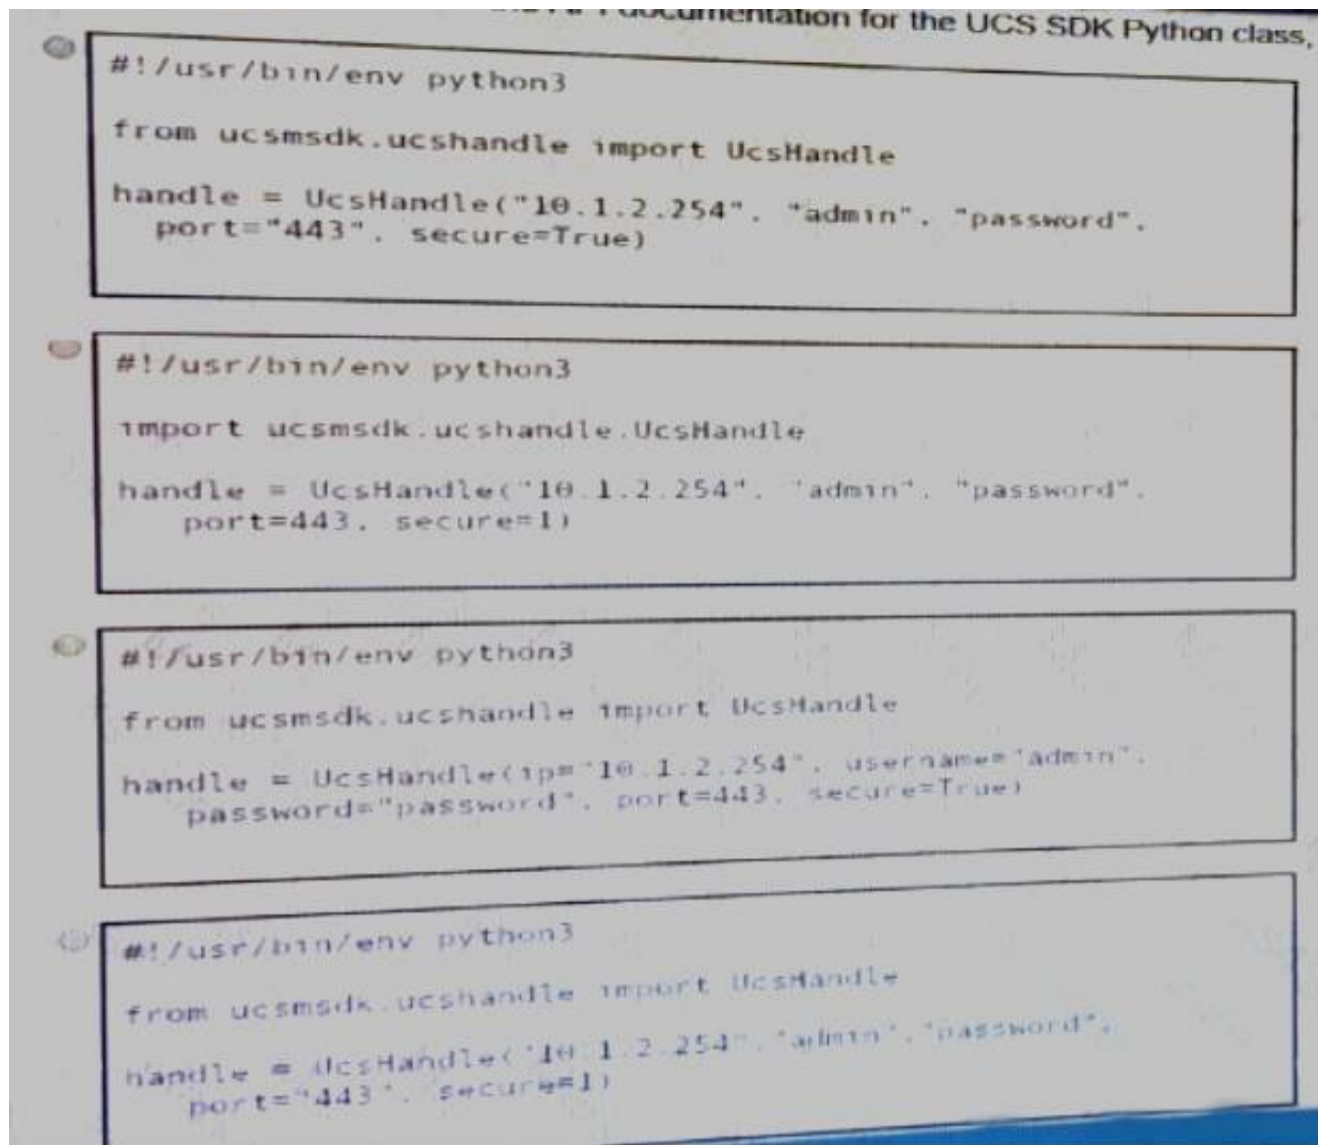 documentation for the UCS SDK Python class,
#!/usr/bin/env python3
from ucsmsdk.ucshandle import UcsHandle
handle = UcsHandle("10.1.2.254", "admin", "password",
port="443", secure=True)
#!/usr/bin/env python3
import ucsmsdk.ucshandle.UcsHandle
handle = UcsHandle("10.1.2.254", "admin", "password",
port=443, secure=1)
#!/usr/bin/env python3
from ucsmsdk.ucshandle import UcsHandle
handle = UcsHandle(ip="10.1.2.254", username="admin",
password="password", port=443, secure=True)
#!/usr/bin/env python3
from ucsmsdk.ucshandle import UcsHandle
handle = UcsHandle("10.1.2.254", "admin", "password",
port="443", secure=1)